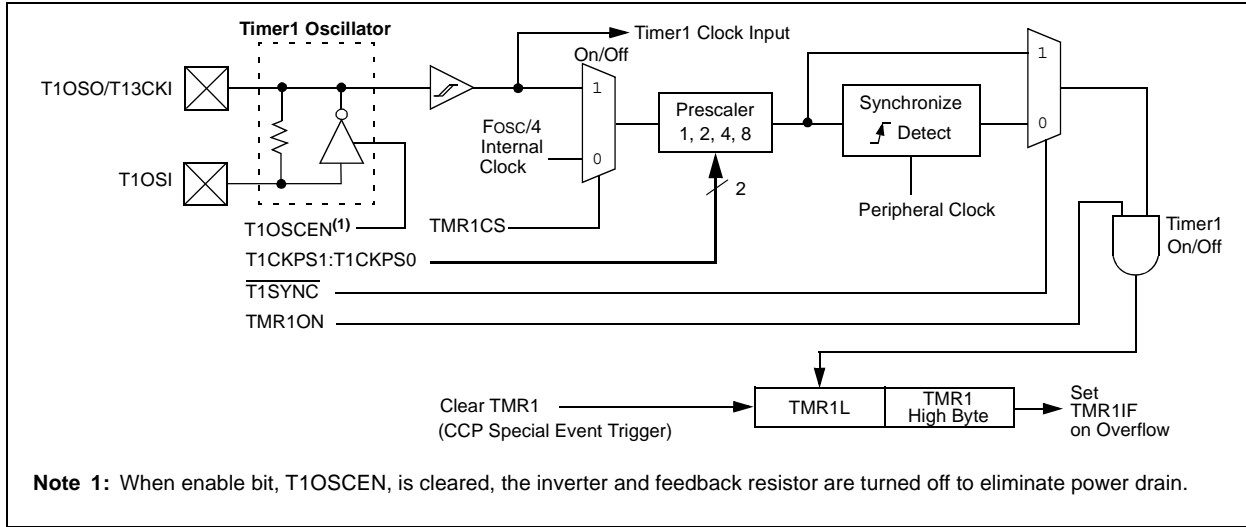 Timer1 Oscillator
Timer1 Clock Input
On/Off
T1OSO/T13CKI
1
1
Prescaler
1, 2, 4, 8
Synchronize
Detect
FOSC/4
Internal
Clock
0
0
T1OSI
2
Peripheral Clock
T1OSCEN(1)
TMR1CS
Timer1
On/Off
T1CKPS1:T1CKPS0
T1SYNC
TMR1ON
Clear TMR1
(CCP Special Event Trigger)
TMR1L
TMR1
High Byte
Set
TMR1IF
on Overflow
Note 1: When enable bit, T1OSCEN, is cleared, the inverter and feedback resistor are turned off to eliminate power drain.